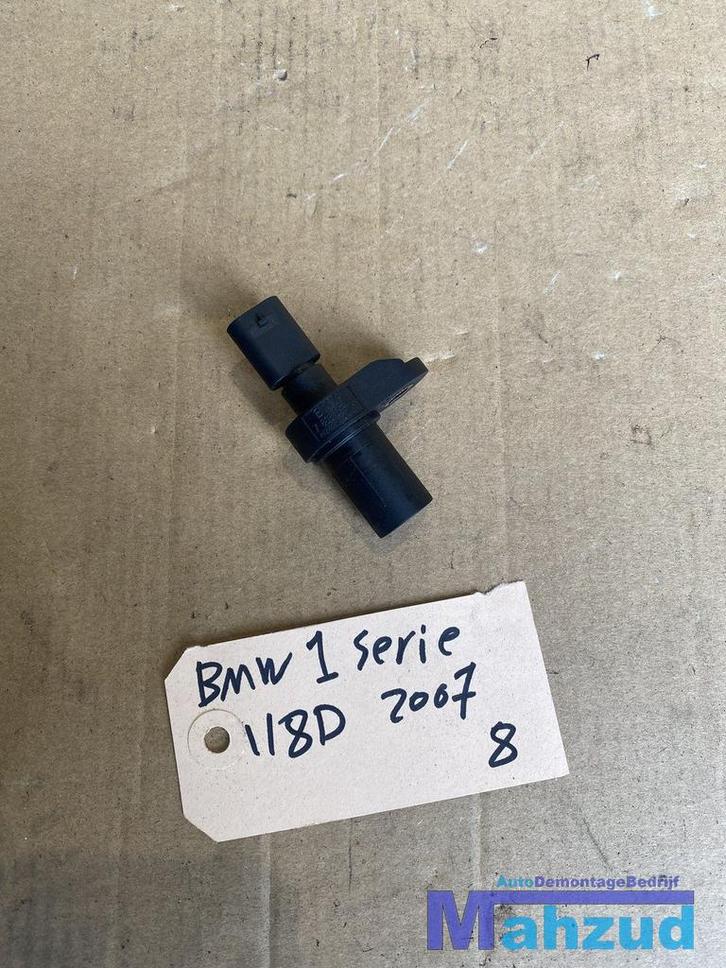 BMW 1 serie
118D 2007
8
AutoDemontageBedrijf
Mahzud